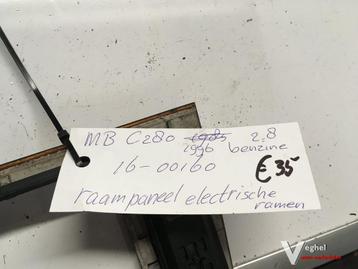 MB C280 1985 2.8
1996 benzine
16-00160
€35
raampaneel electrische
ramen
Veghel